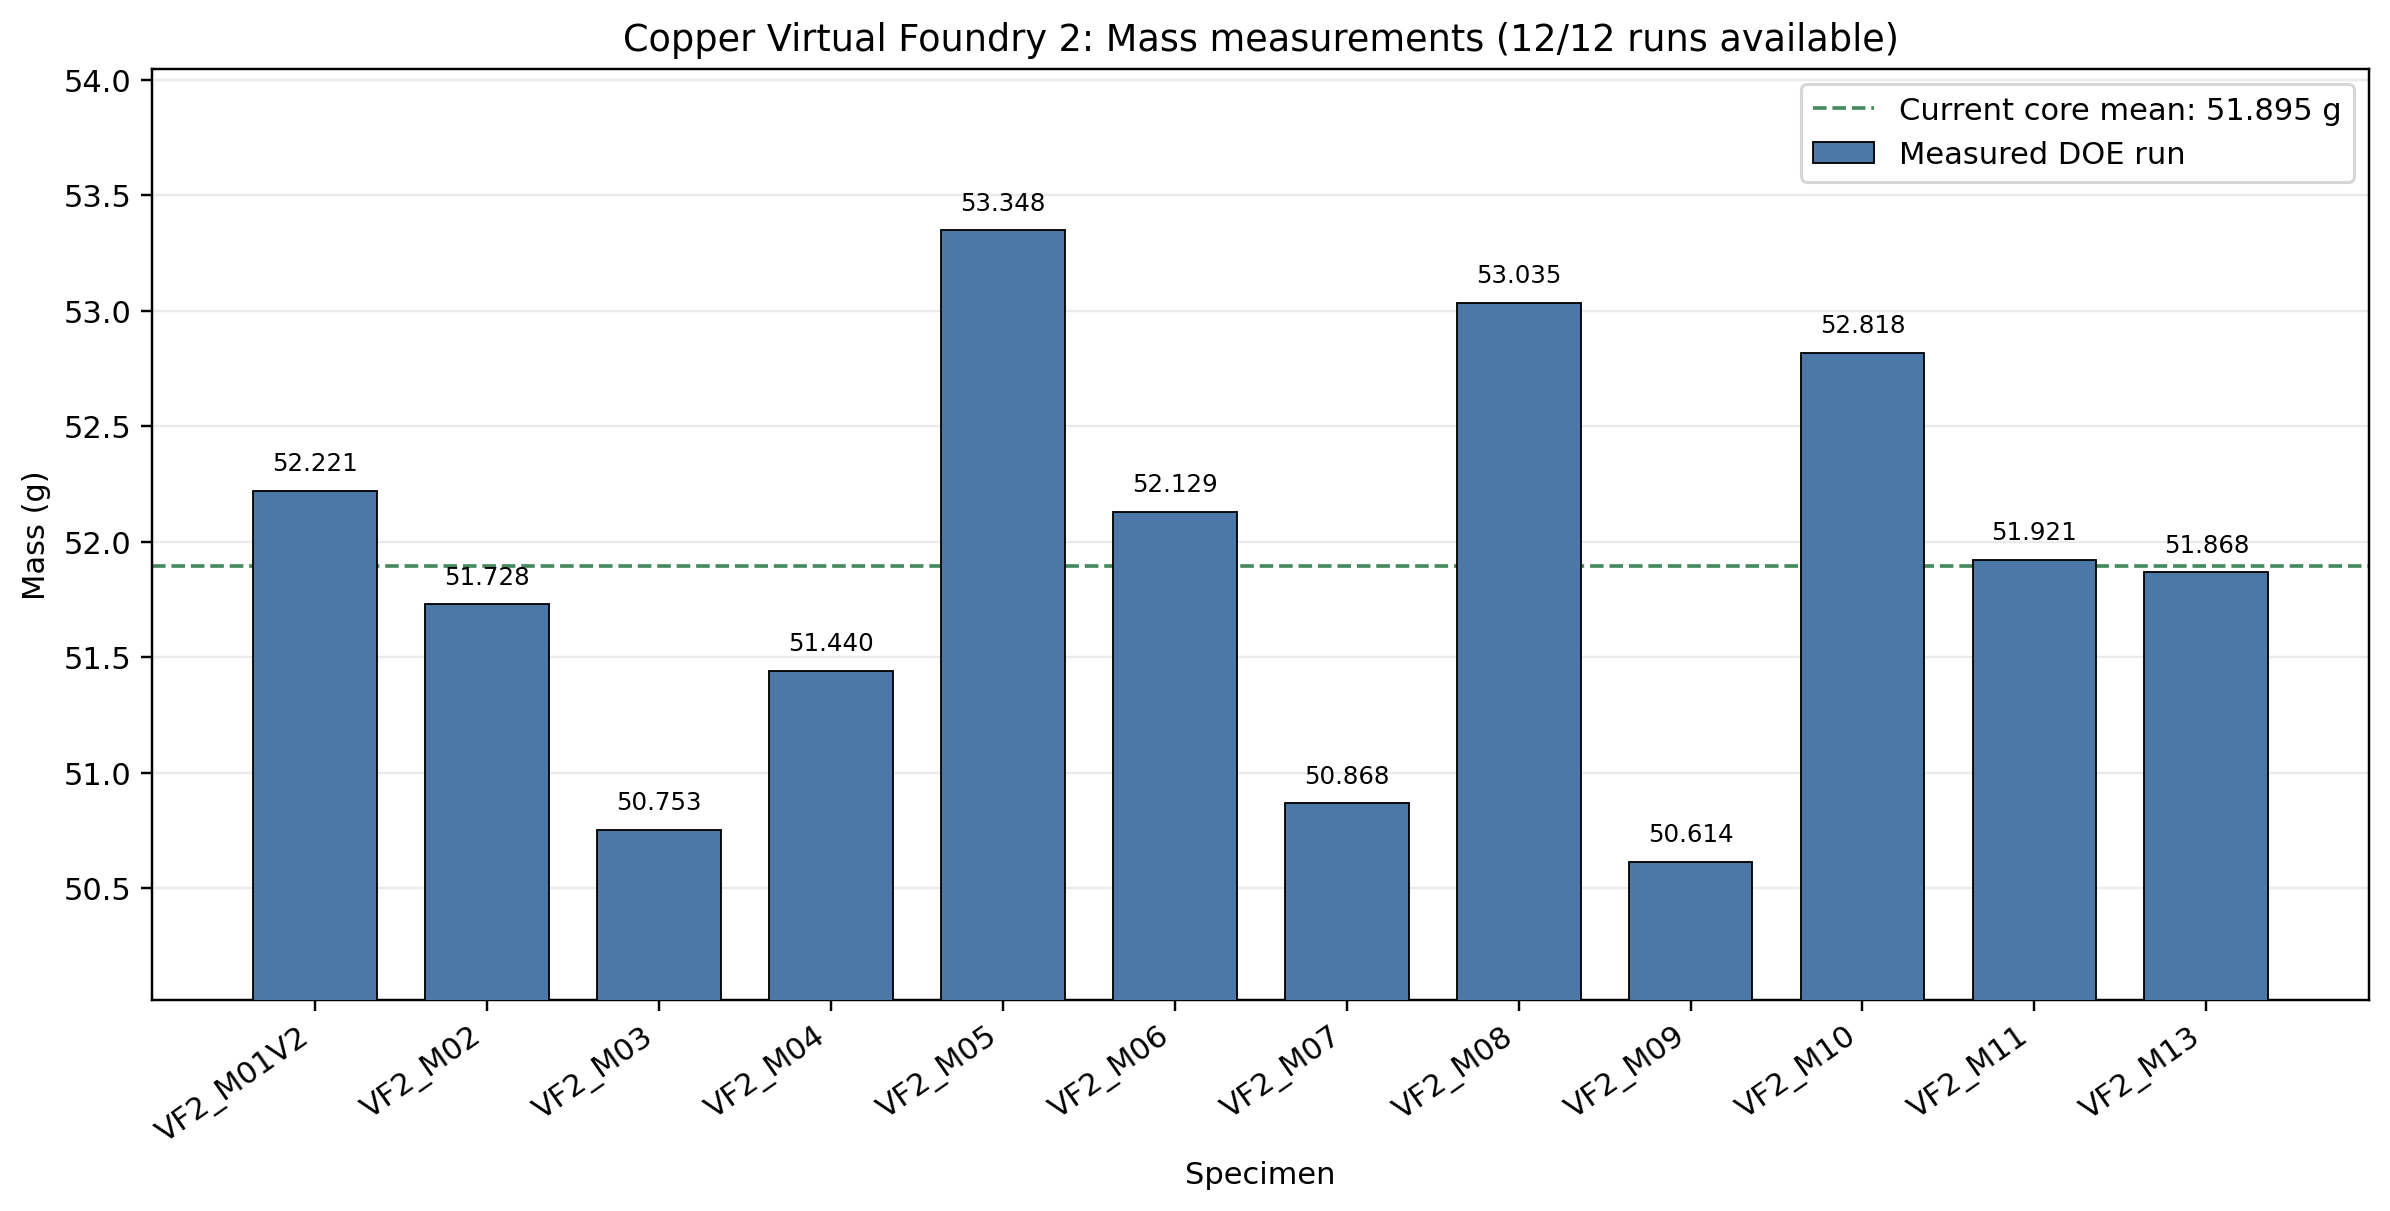 Copper Virtual Foundry 2: Mass measurements (12/12 runs available)
Current core mean: 51.895 g
Measured DOE run
Mass (g)
54.0
53.5
53.0
52.5
52.0
51.5
51.0
50.5
52.221
51.728
50.753
51.440
53.348
52.129
50.868
53.035
50.614
52.818
51.921
51.868
VF2_M01V2
VF2_M02
VF2_M03
VF2_M04
VF2_M05
VF2_M06
VF2_M07
VF2_M08
VF2_M09
VF2_M10
VF2_M11
VF2_M13
Specimen